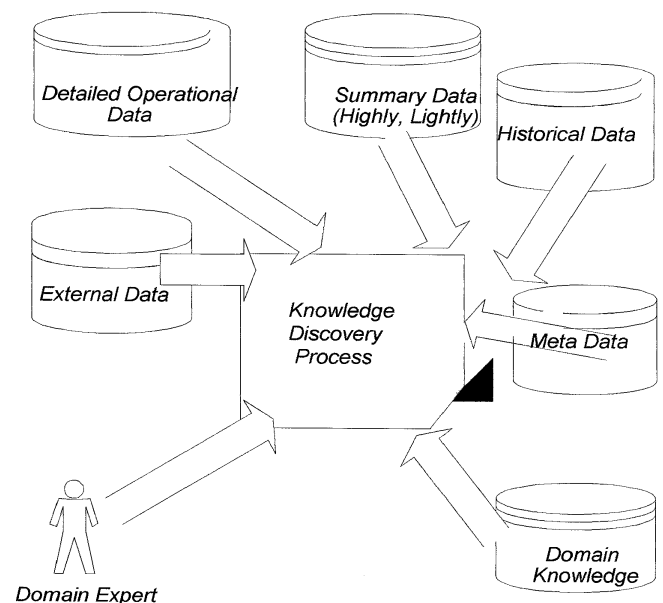 Detailed Operational
Data
Summary Data
(Highly, Lightly)
Historical Data
External Data
Knowledge
Discovery
Process
Meta Data
Domain
Knowledge
Domain Expert